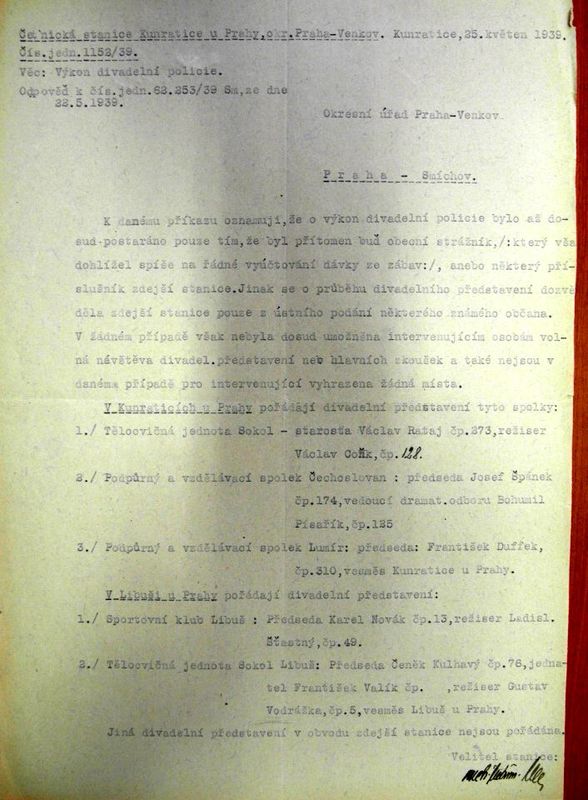 Četnická stanice Kunratice u Prahy,okr.Praha-Venkov. Kunratice,25.květen 1939.
Čís.jedn.1152/39.
Věc: Výkon divadelní policie.
Odpověď k čís.jedn.62.253/39 Sm,ze dne
22.5.1939.
Okresní úřad Praha-Venkov
Praha - Smíchov.
K danému příkazu oznamuji,že o výkon divadelní policie bylo až do-
sud postaráno pouze tím,že byl přítomen buď obecní strážník,/:který vša
dohlížel spíše na řádné vyúčtování dávky ze zábav:/, anebo některý pří-
slušník zdejší stanice.Jinak se o průběhu divadelního představení dozvě
děla zdejší stanice pouze z ústního podání některého známého občana.
V žádném případě však nebyla dosud umožněna intervenujícím osobám vol-
ná návštěva divadel.představení neb hlavních zkoušek a také nejsou v
daném případě pro intervenující vyhrazena žádná místa.
V Kunraticích u Prahy pořádají divadelní představení tyto spolky:
1./ Tělocvičná jednota Sokol - starosta Václav Rataj čp.273,režiser
Václav Cořík,čp.128.
2./ Podpůrný a vzdělávací spolek Čechoslovan : předseda Josef Špánek
čp.174,vedoucí dramat.odboru Bohumil
Písařík,čp.125
3./ Podpůrný a vzdělávací spolek Lumír: předseda: František Duffek,
čp.310,vesměs Kunratice u Prahy.
V Libuši u Prahy pořádají divadelní představení:
1./ Sportovní klub Libuš : Předseda Karel Novák čp.13,režiser Ladisl.
Šťastný,čp.49.
2./ Tělocvičná jednota Sokol Libuš: Předseda Čeněk Kulhavý čp.76,jedna-
tel František Valík čp. ,režiser Gustav
Vodrážka,čp.5,vesměs Libuš u Prahy.
Jiná divadelní představení v obvodu zdejší stanice nejsou pořádána.
Velitel stanice: